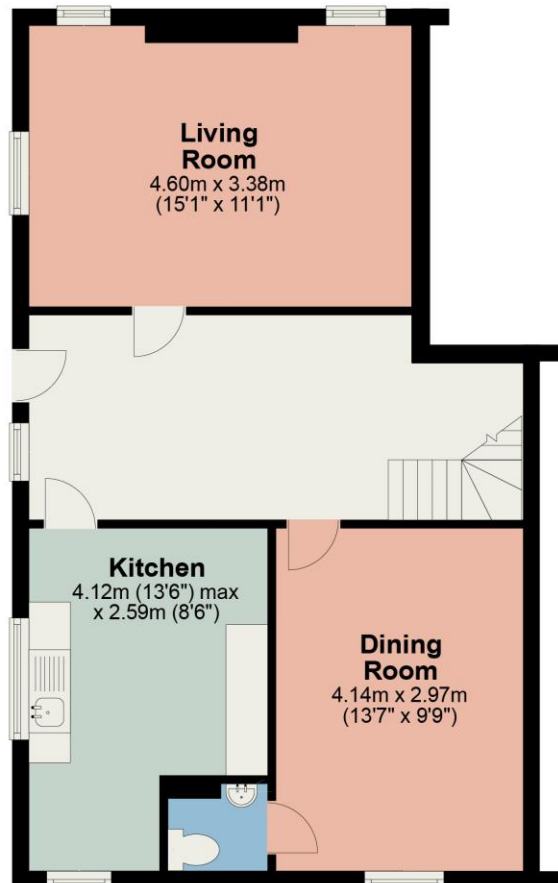 Living
Room
4.60m x 3.38m
(15'1" x 11'1")
Kitchen
4.12m (13'6") max
x 2.59m (8'6")
Dining
Room
4.14m x 2.97m
(13'7" x 9'9")